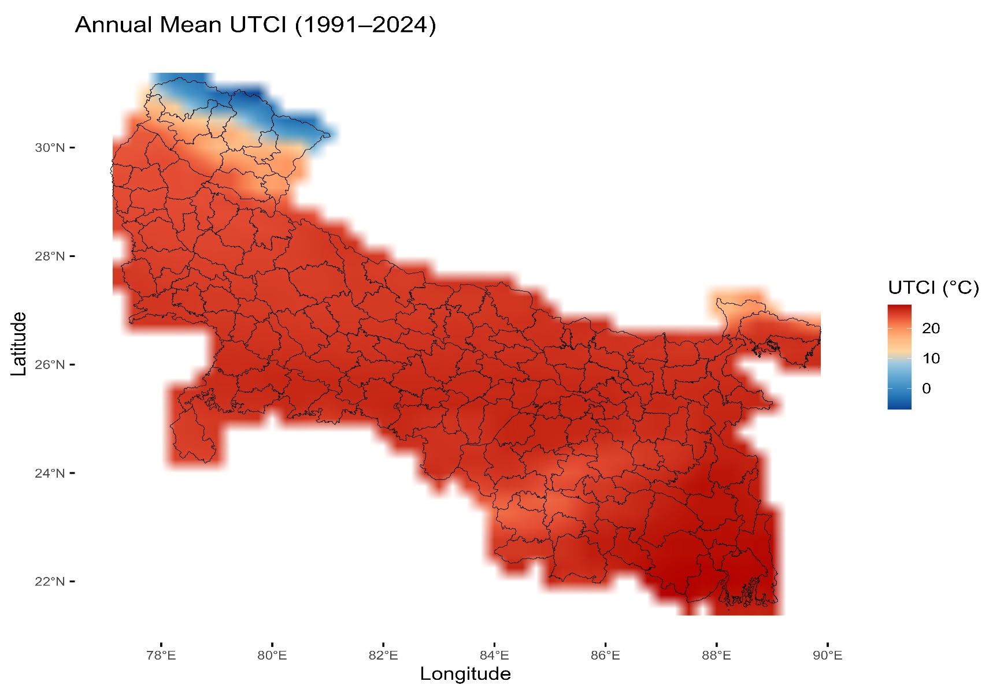 Annual Mean UTCI (1991–2024)
30°N
28°N
26°N
24°N
22°N
Latitude
78°E
80°E
82°E
84°E
86°E
88°E
90°E
Longitude
UTCI (°C)
20
10
0